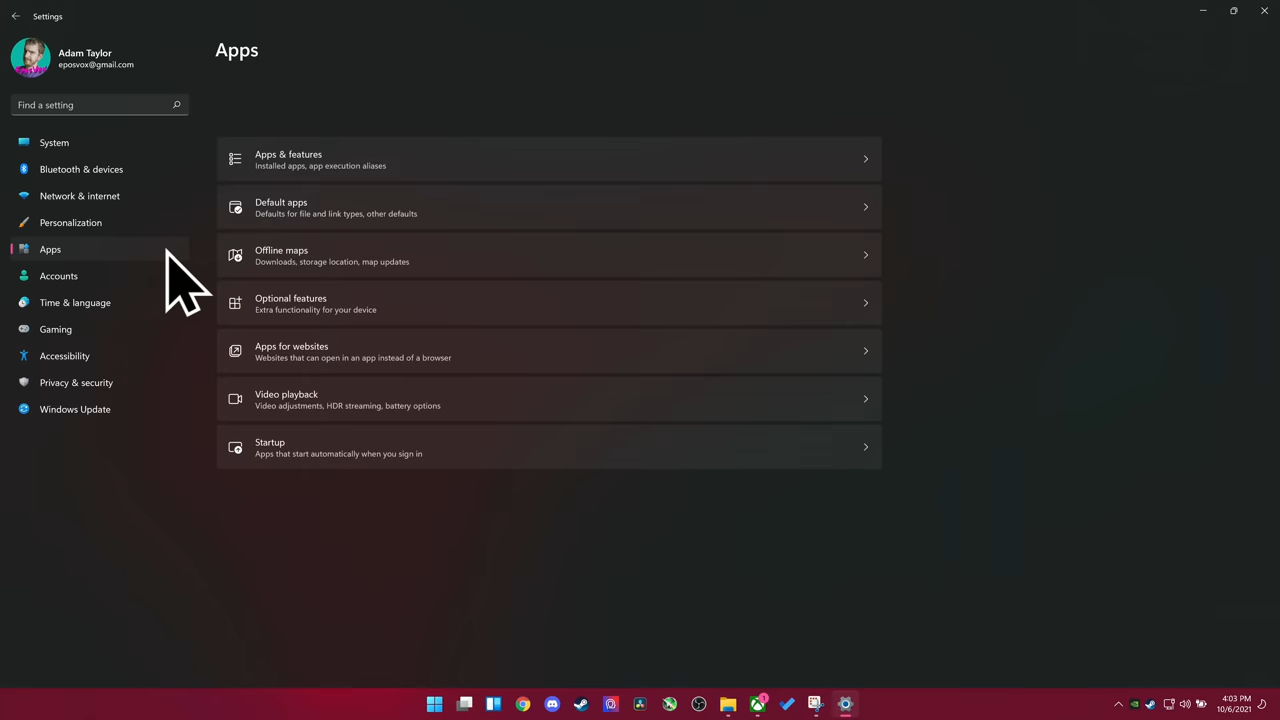 Settings
Adam Taylor
eposvox@gmail.com
Find a setting
System
Bluetooth & devices
Network & internet
Personalization
Apps
Accounts
Time & language
Gaming
Accessibility
Privacy & security
Windows Update
Apps
Apps & features
Installed apps, app execution aliases
Default apps
Defaults for file and link types, other defaults
Offline maps
Downloads, storage location, map updates
Optional features
Extra functionality for your device
Apps for websites
Websites that can open in an app instead of a browser
Video playback
Video adjustments, HDR streaming, battery options
Startup
Apps that start automatically when you sign in
1
4:03 PM
10/6/2021